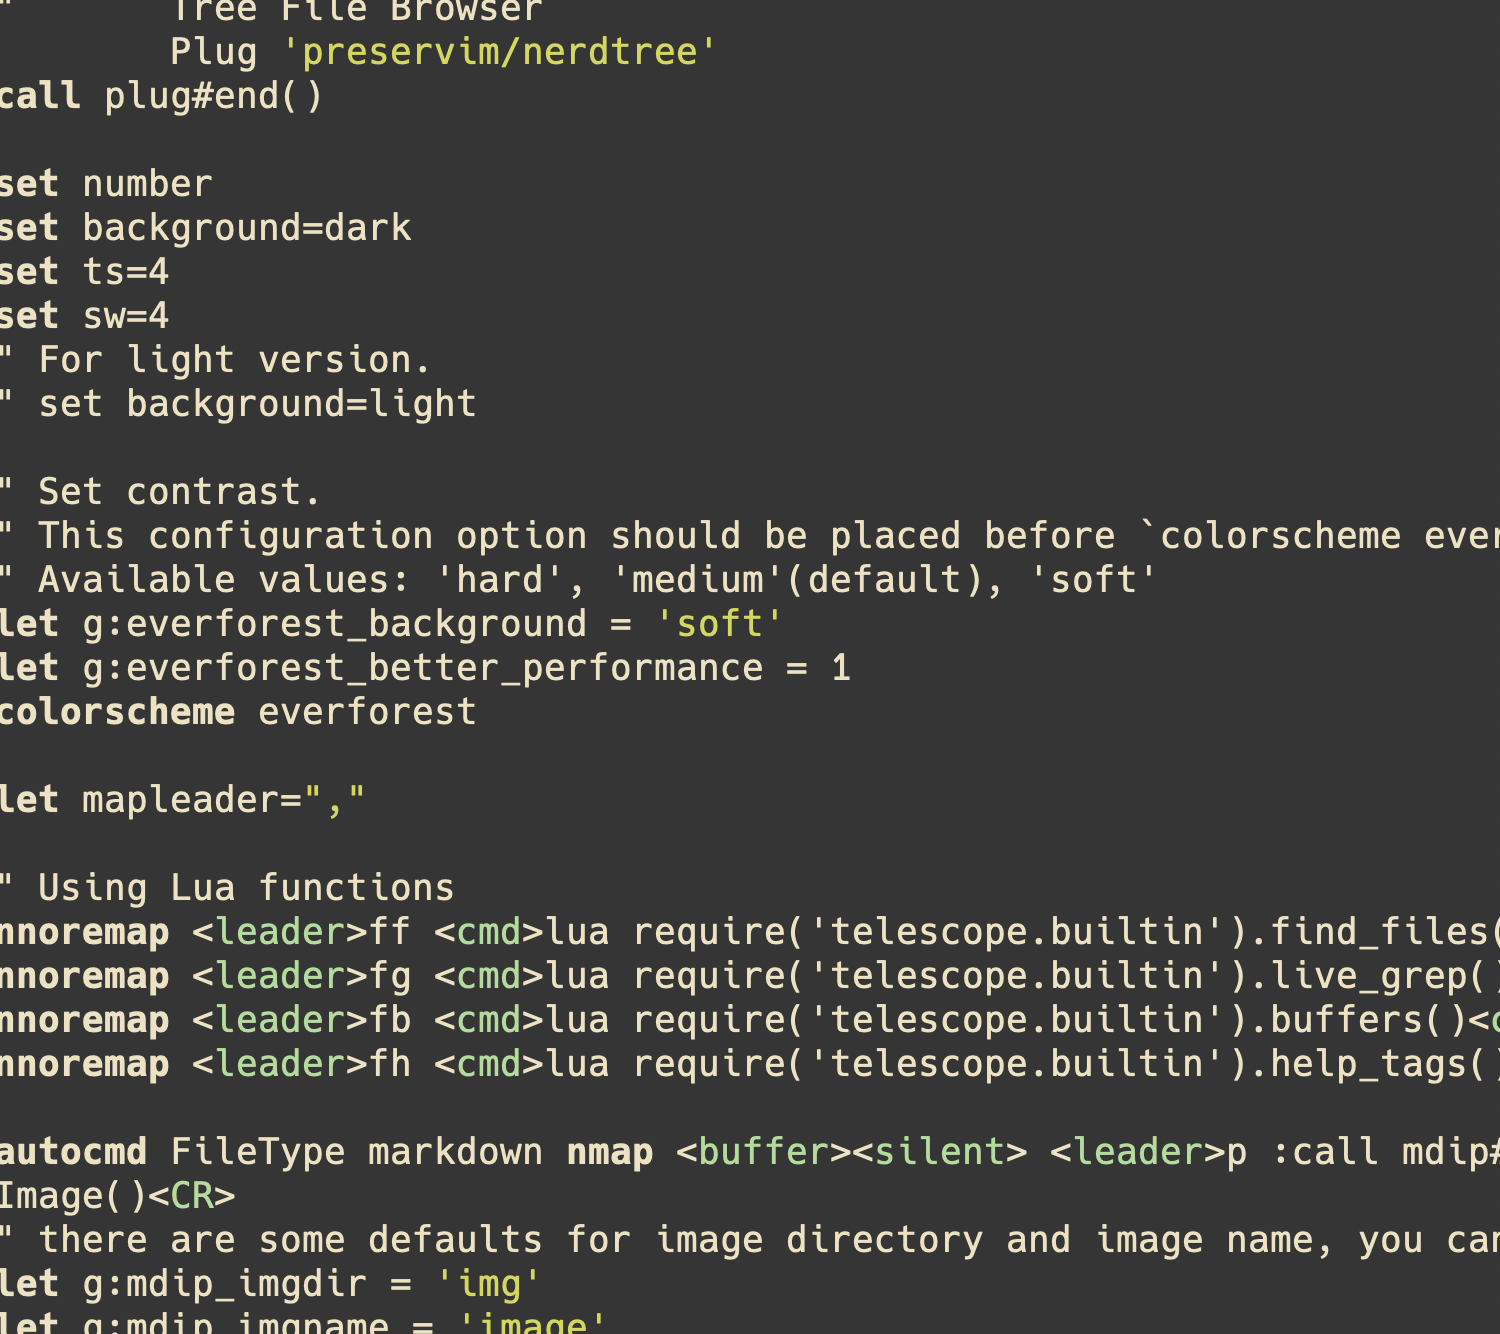 " Tree File Browser
Plug 'preservim/nerdtree'
call plug#end()
set number
set background=dark
set ts=4
set sw=4
" For light version.
" set background=light
" Set contrast.
" This configuration option should be placed before `colorscheme ever
" Available values: 'hard', 'medium'(default), 'soft'
let g:everforest_background = 'soft'
let g:everforest_better_performance = 1
colorscheme everforest
let mapleader=","
" Using Lua functions
nnoremap <leader>ff <cmd>lua require('telescope.builtin').find_files(
nnoremap <leader>fg <cmd>lua require('telescope.builtin').live_grep()
nnoremap <leader>fb <cmd>lua require('telescope.builtin').buffers()<c
nnoremap <leader>fh <cmd>lua require('telescope.builtin').help_tags()
autocmd FileType markdown nmap <buffer><silent> <leader>p :call mdip#
Image()<CR>
" there are some defaults for image directory and image name, you can
let g:mdip_imgdir = 'img'
let g:mdip_imgname = 'image'